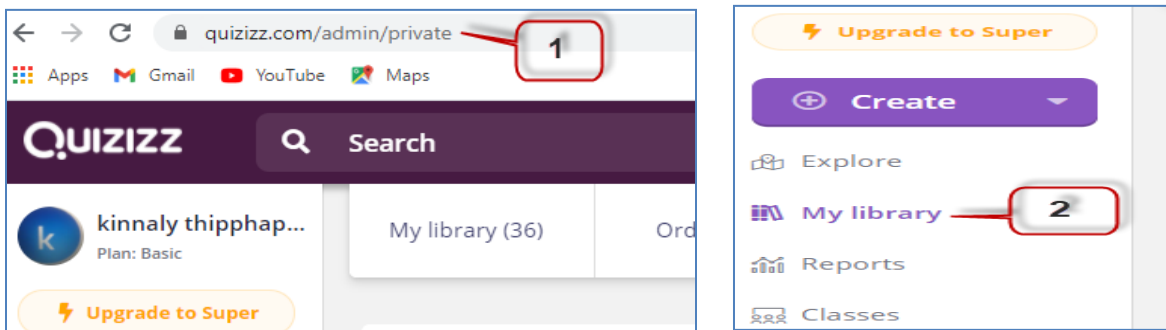 quizizz.com/admin/private
1
Apps Gmail YouTube Maps
QUIZIZZ Search
k
kinnaly thipphap...
Plan: Basic
My library (36) Ord
Upgrade to Super
Upgrade to Super
Create
Explore
My library
2
Reports
Classes